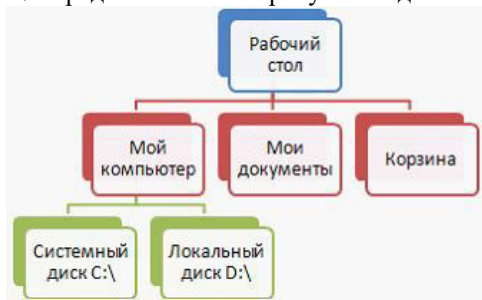 Рабочий
стол
Мой
компьютер
Мои
документы
Корзина
Системный
диск C:\
Локальный
диск D:\